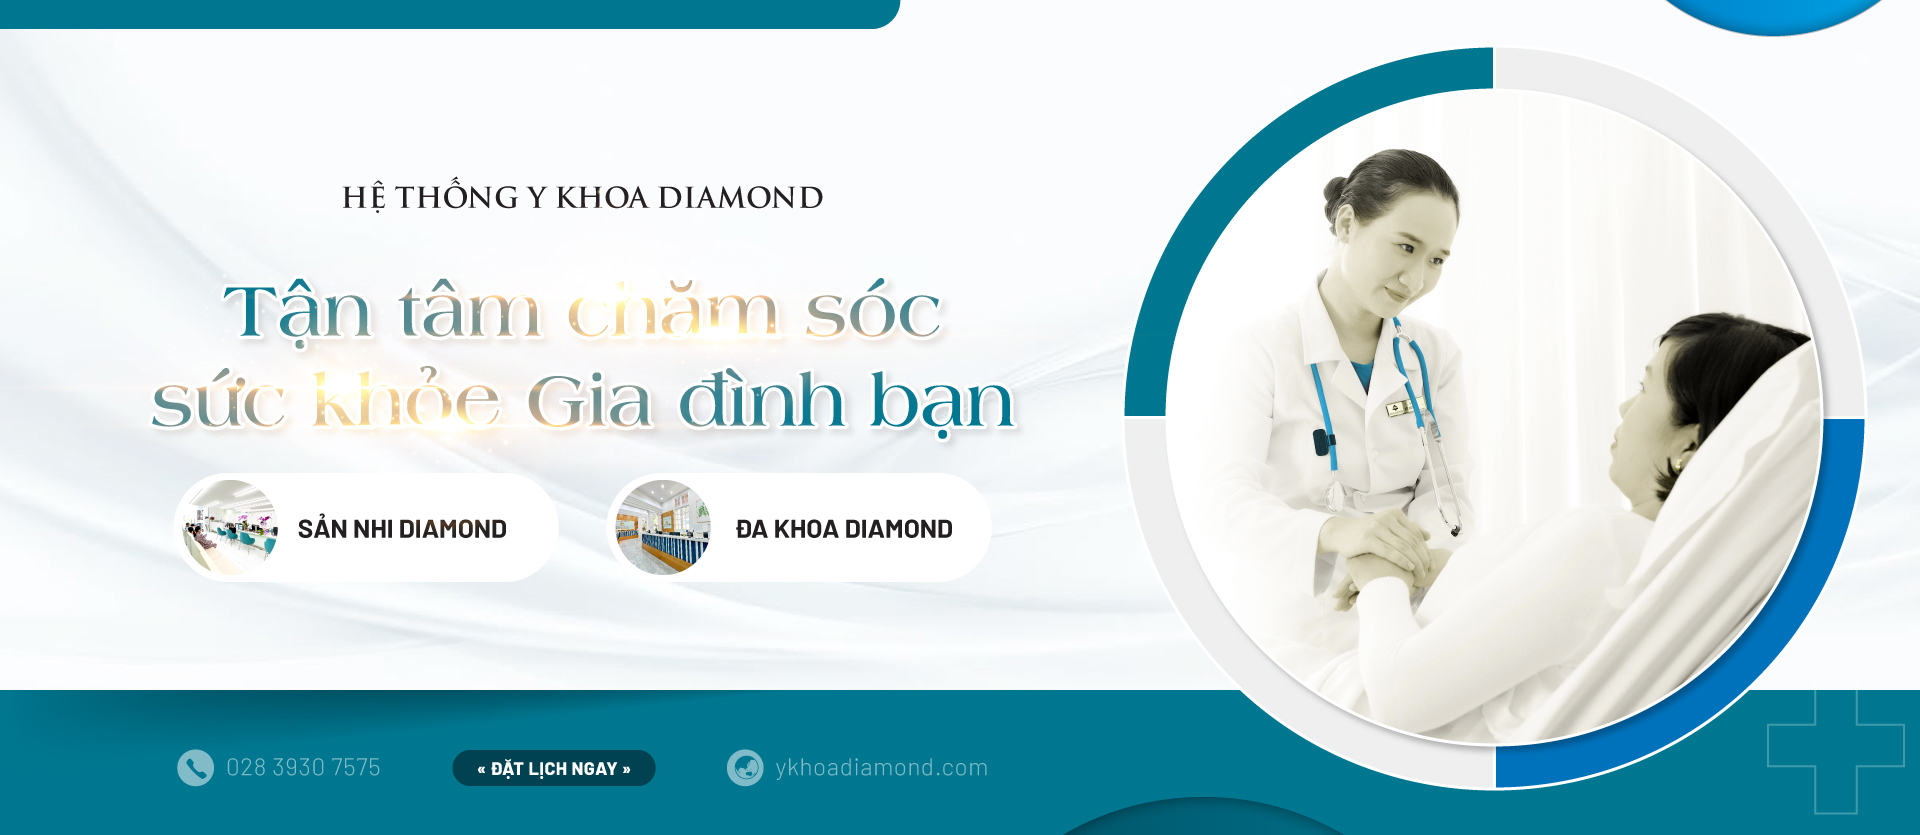 HỆ THỐNG Y KHOA DIAMOND
Tận tâm chăm sóc
sức khỏe Gia đình bạn
SẢN NHI DIAMOND
ĐA KHOA DIAMOND
028 3930 7575
« ĐẶT LỊCH NGAY »
ykhoadiamond.com